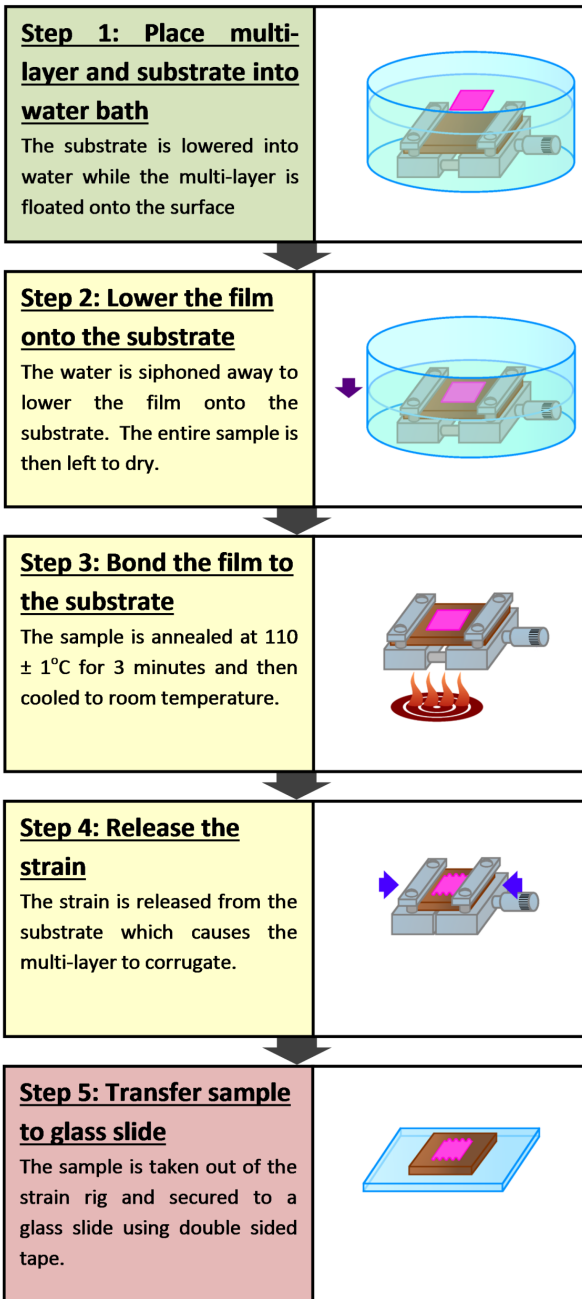 Step 1: Place multi-
layer and substrate into
water bath
The substrate is lowered into
water while the multi-layer is
floated onto the surface
Step 2: Lower the film
onto the substrate
The water is siphoned away to
lower the film onto the
substrate. The entire sample is
then left to dry.
Step 3: Bond the film to
the substrate
The sample is annealed at 110
± 1°C for 3 minutes and then
cooled to room temperature.
Step 4: Release the
strain
The strain is released from the
substrate which causes the
multi-layer to corrugate.
Step 5: Transfer sample
to glass slide
The sample is taken out of the
strain rig and secured to a
glass slide using double sided
tape.